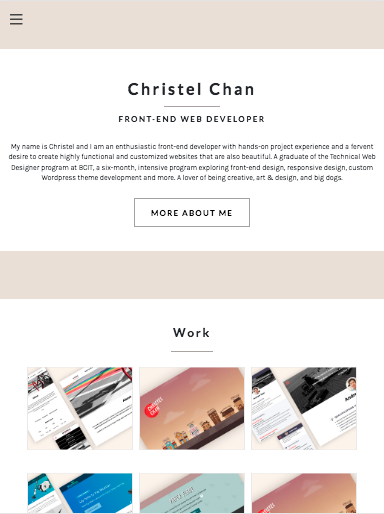 Christel Chan
FRONT-END WEB DEVELOPER
My name is Christel and I am an enthusiastic front-end developer with hands-on project experience and a fervent
desire to create highly functional and customized websites that are also beautiful. A graduate of the Technical Web
Designer program at BCIT, a six-month, intensive program exploring front-end design, responsive design, custom
Wordpress theme development and more. A lover of being creative, art & design, and big dogs.
MORE ABOUT ME
Work